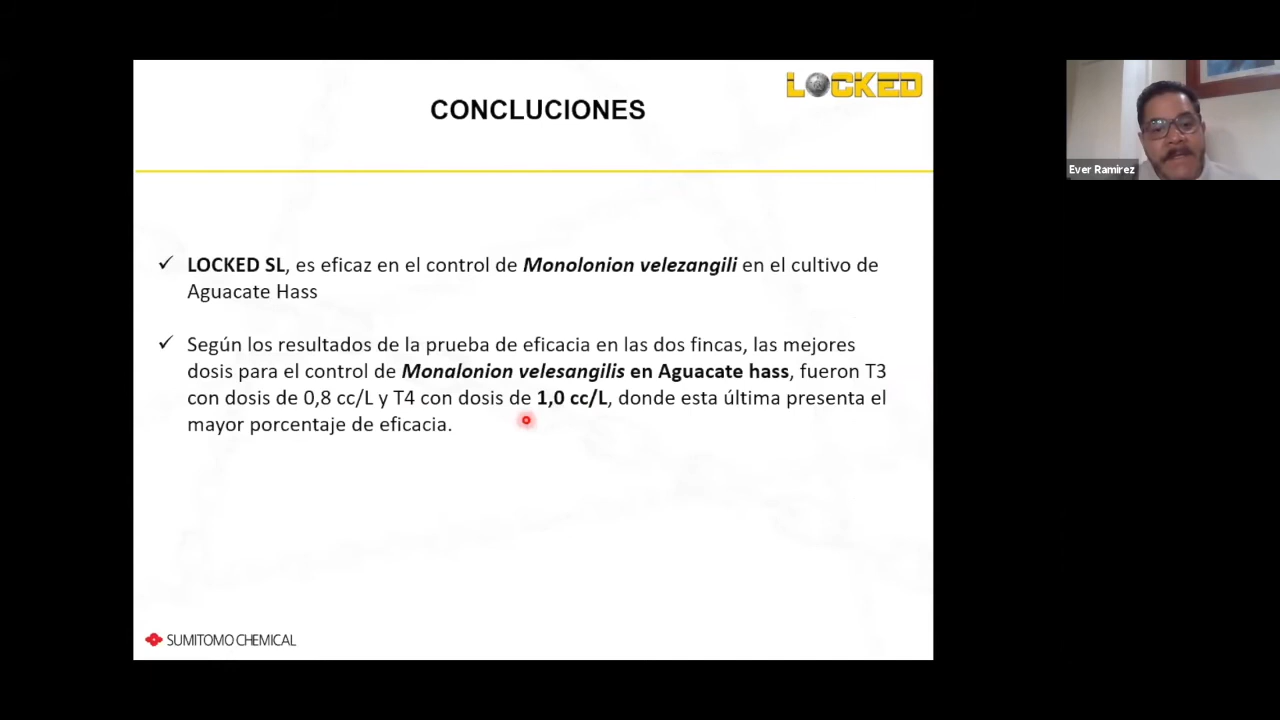 LOCKED
CONCLUCIONES
✓ LOCKED SL, es eficaz en el control de Monolonion velezangili en el cultivo de
Aguacate Hass
✓ Según los resultados de la prueba de eficacia en las dos fincas, las mejores
dosis para el control de Monalonion velesangilis en Aguacate hass, fueron T3
con dosis de 0,8 cc/L y T4 con dosis de 1,0 cc/L, donde esta última presenta el
mayor porcentaje de eficacia.
SUMITOMO CHEMICAL
Ever Ramirez